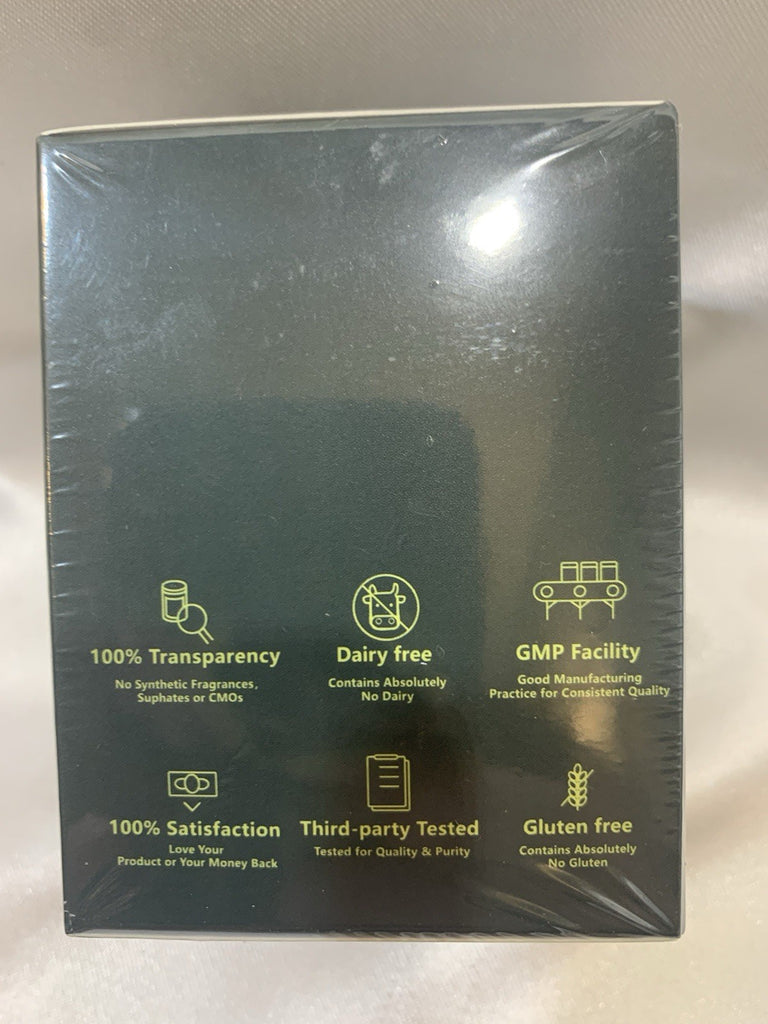 100% Transparency
No Synthetic Fragrances,
Suphates or CMOs
Dairy free
Contains Absolutely
No Dairy
GMP Facility
Good Manufacturing
Practice for Consistent Quality
100% Satisfaction
Love Your
Product or Your Money Back
Third-party Tested
Tested for Quality & Purity
Gluten free
Contains Absolutely
No Gluten